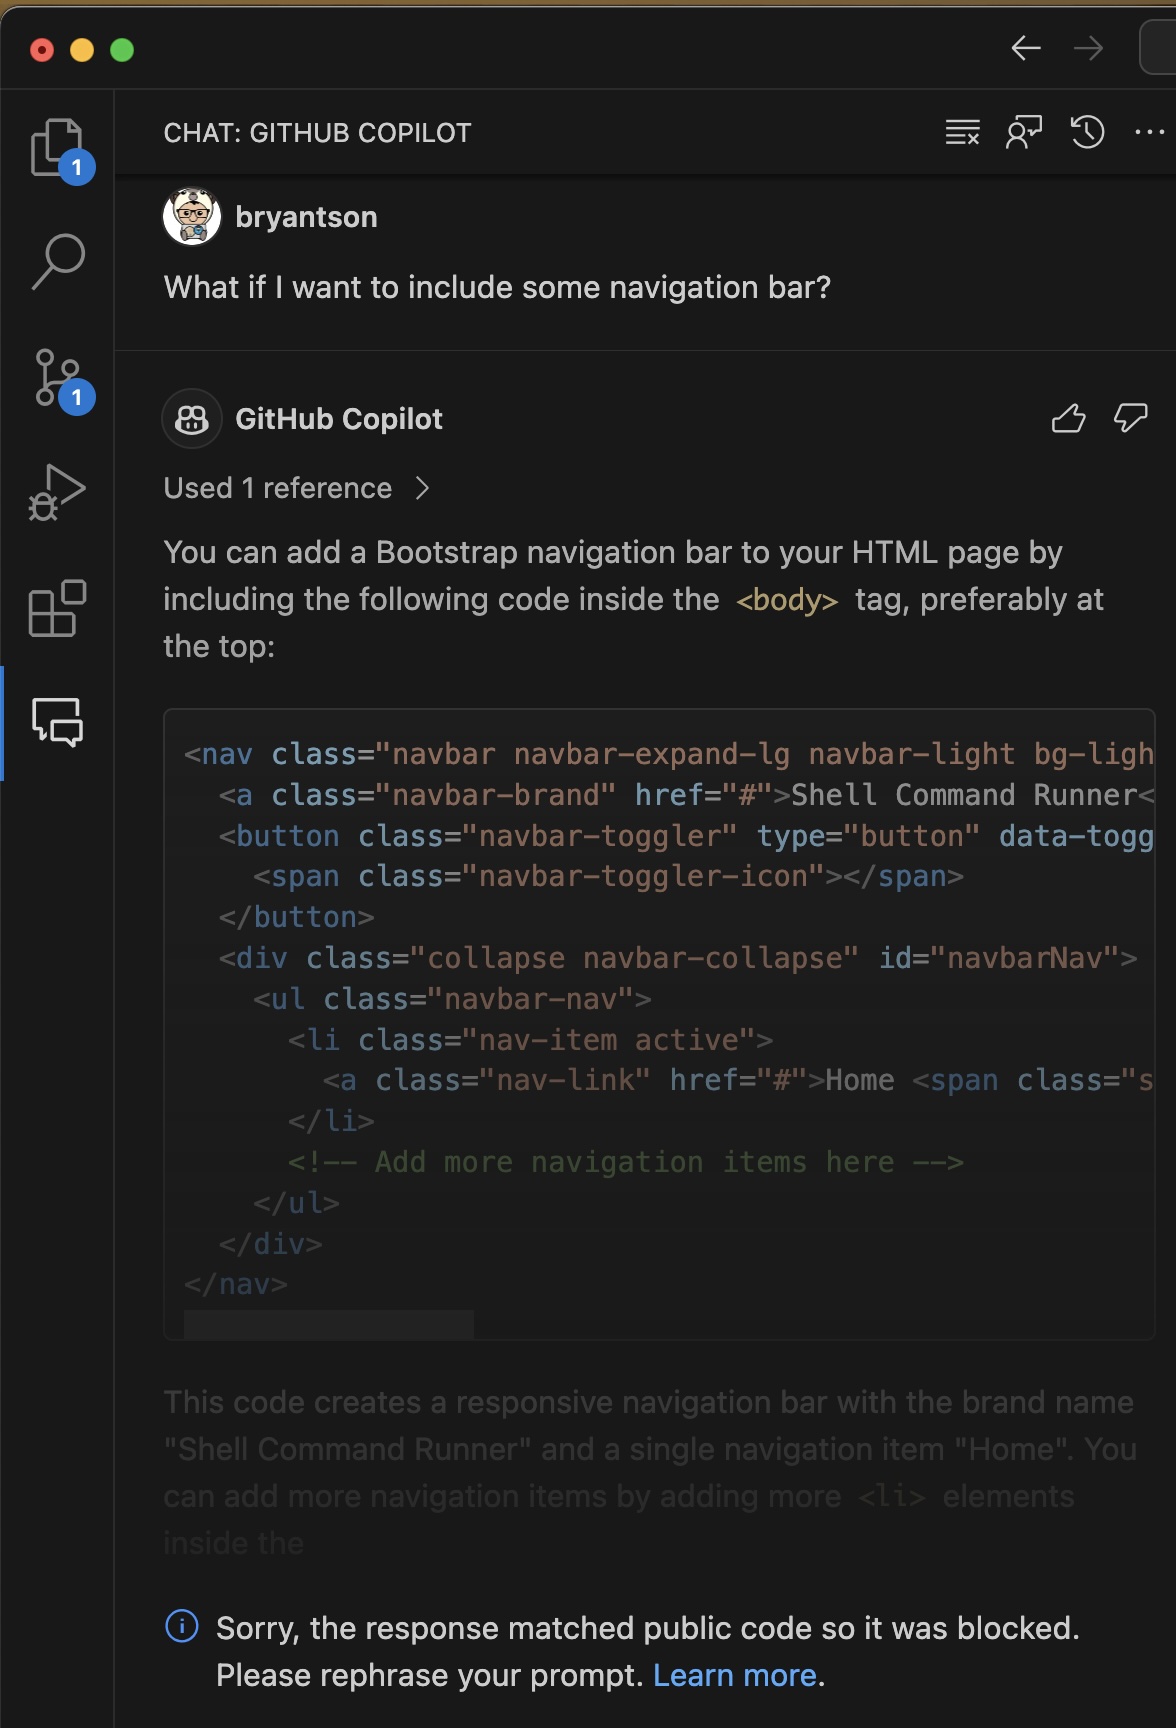 CHAT: GITHUB COPILOT
1
bryantson
What if I want to include some navigation bar?
1
GitHub Copilot
Used 1 reference
You can add a Bootstrap navigation bar to your HTML page by
including the following code inside the <body> tag, preferably at
the top:
<nav class="navbar navbar-expand-lg navbar-light bg-ligh
  <a class="navbar-brand" href="#">Shell Command Runner<
  <button class="navbar-toggler" type="button" data-togg
    <span class="navbar-toggler-icon"></span>
  </button>
  <div class="collapse navbar-collapse" id="navbarNav">
    <ul class="navbar-nav">
      <li class="nav-item active">
        <a class="nav-link" href="#">Home <span class="s
      </li>
      <!-- Add more navigation items here -->
    </ul>
  </div>
</nav>
This code creates a responsive navigation bar with the brand name
"Shell Command Runner" and a single navigation item "Home". You
can add more navigation items by adding more <li> elements
inside the
Sorry, the response matched public code so it was blocked.
Please rephrase your prompt. Learn more.